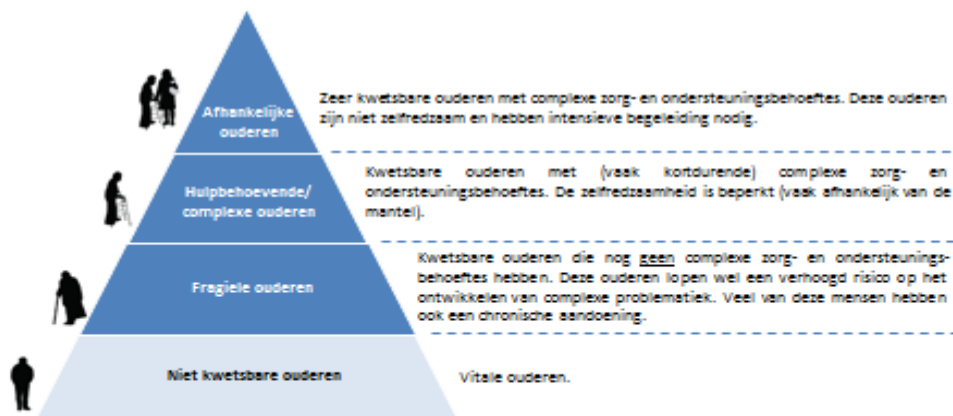 Afhankelijke
ouderen
Zeer kwetsbare ouderen met complexe zorg- en ondersteuningsbehoeftes. Deze ouderen
zijn niet zelfredzaam en hebben intensieve begeleiding nodig.
Hulpbehoevende/
complexe ouderen
Kwetsbare ouderen met (vaak kortdurende) complexe zorg- en
ondersteuningsbehoeftes. De zelfredzaamheid is beperkt (vaak afhankelijk van de
mantel).
Fragiele ouderen
Kwetsbare ouderen die nog geen complexe zorg- en ondersteunings-
behoeftes hebben. Deze ouderen lopen wel een verhoogd risico op het
ontwikkelen van complexe problematiek. Veel van deze mensen hebben
ook een chronische aandoening.
Niet kwetsbare ouderen
Vitale ouderen.